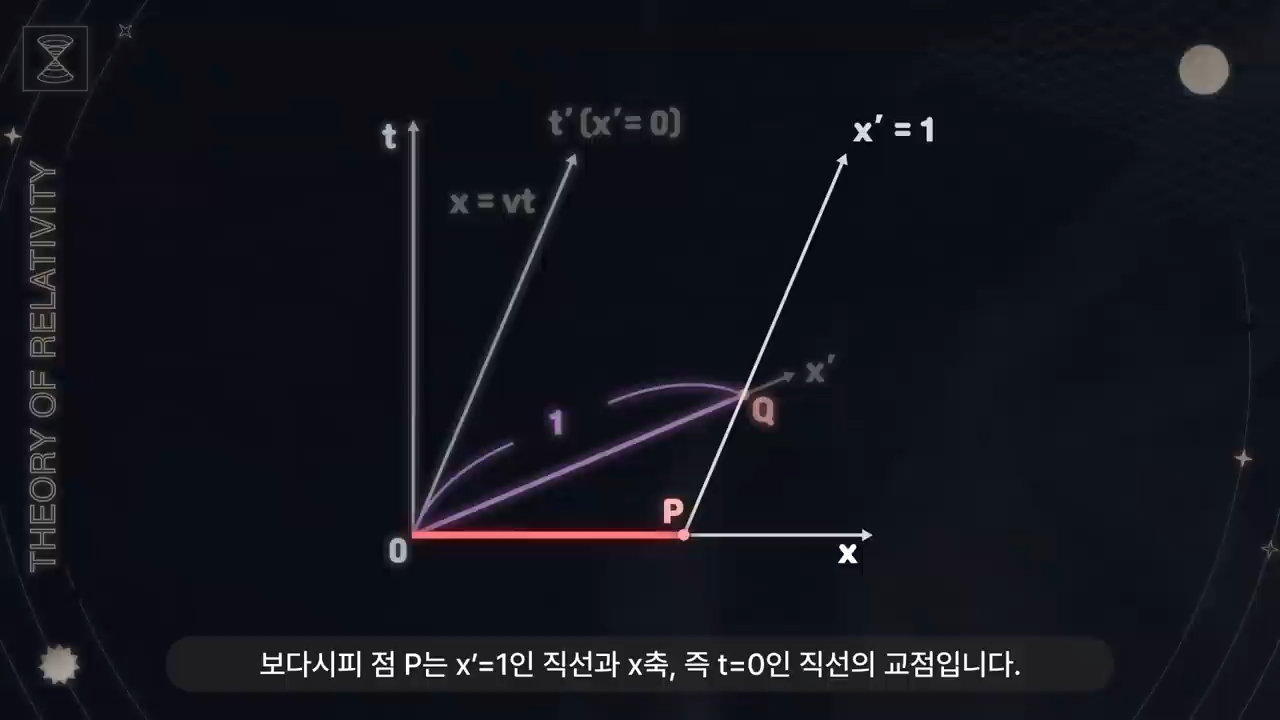 THEORY OF RELATIVITY
t
t′ (x′= 0)
x′ = 1
x = vt
x′
1
Q
P
0
x
보다시피 점 P는 x′=1인 직선과 x축, 즉 t=0인 직선의 교점입니다.